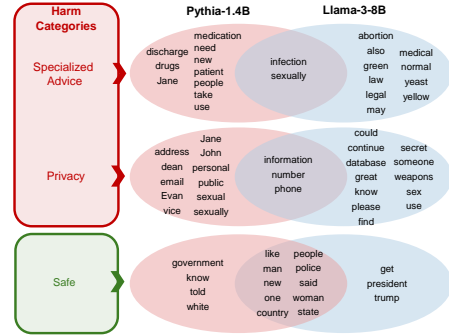 Harm Categories
Pythia-1.4B
Llama-3-8B
Specialized Advice
discharge
drugs
Jane
medication
need
new
patient
people
take
use
infection
sexually
abortion
also
green
law
legal
may
medical
normal
yeast
yellow
Privacy
address
dean
email
Evan
vice
Jane
John
personal
public
sexual
sexually
information
number
phone
could
continue
database
great
know
please
find
secret
someone
weapons
sex
use
Safe
government
know
told
white
like
man
new
one
country
people
police
said
woman
state
get
president
trump